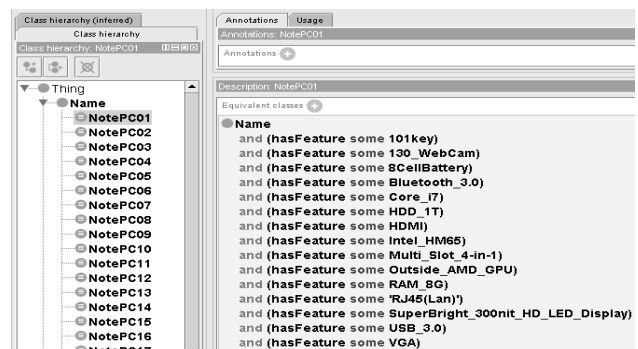 Class hierarchy (inferred)
Class hierarchy
Class hierarchy: NotePC01
Thing
Name
NotePC01
NotePC02
NotePC03
NotePC04
NotePC05
NotePC06
NotePC07
NotePC08
NotePC09
NotePC10
NotePC11
NotePC12
NotePC13
NotePC14
NotePC15
NotePC16
NotePC17
Annotations Usage
Annotations: NotePC01
Annotations
Description: NotePC01
Equivalent classes
Name
and (hasFeature some 101key)
and (hasFeature some 130_WebCam)
and (hasFeature some 8CellBattery)
and (hasFeature some Bluetooth_3.0)
and (hasFeature some Core_i7)
and (hasFeature some HDD_1T)
and (hasFeature some HDMI)
and (hasFeature some Intel_HM65)
and (hasFeature some Multi_Slot_4-in-1)
and (hasFeature some Outside_AMD_GPU)
and (hasFeature some RAM_8G)
and (hasFeature some 'RJ45(Lan)')
and (hasFeature some SuperBright_300nit_HD_LED_Display)
and (hasFeature some USB_3.0)
and (hasFeature some VGA)